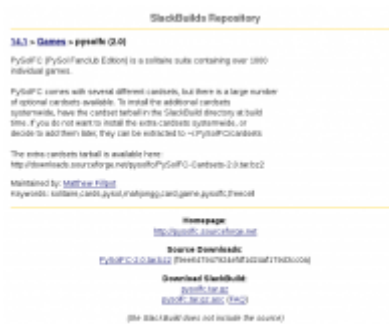 SlackBuilds Repository
14.1 > Games > pysolfc (2.0)
PySolFC (PySol Fanclub Edition) is a solitaire suite containing over 1000
individual games.
PySolFC comes with several different cardsets, but there is a large number
of optional cardsets available. To install the additional cardsets
systemwide, have the cardset tarball in the SlackBuild directory at build
time. If you do not want to install the extra cardsets systemwide, or
decide to add them later, they can be extracted to ~/.PySolFC/cardsets
The extra cardsets tarball is available here:
http://downloads.sourceforge.net/pysolfc/PySolFC-Cardsets-2.0.tar.bz2
Maintained by: Matthew Fillpot
Keywords: solitaire,cards,pysol,mahjongg,card,game,pysolfc,freecell
Homepage:
http://pysolfc.sourceforge.net
Source Downloads:
PySolFC-2.0.tar.bz2
Download SlackBuild:
pysolfc.tar.gz
pysolfc.tar.gz.asc (FAQ)
(the SlackBuild does not include the source)